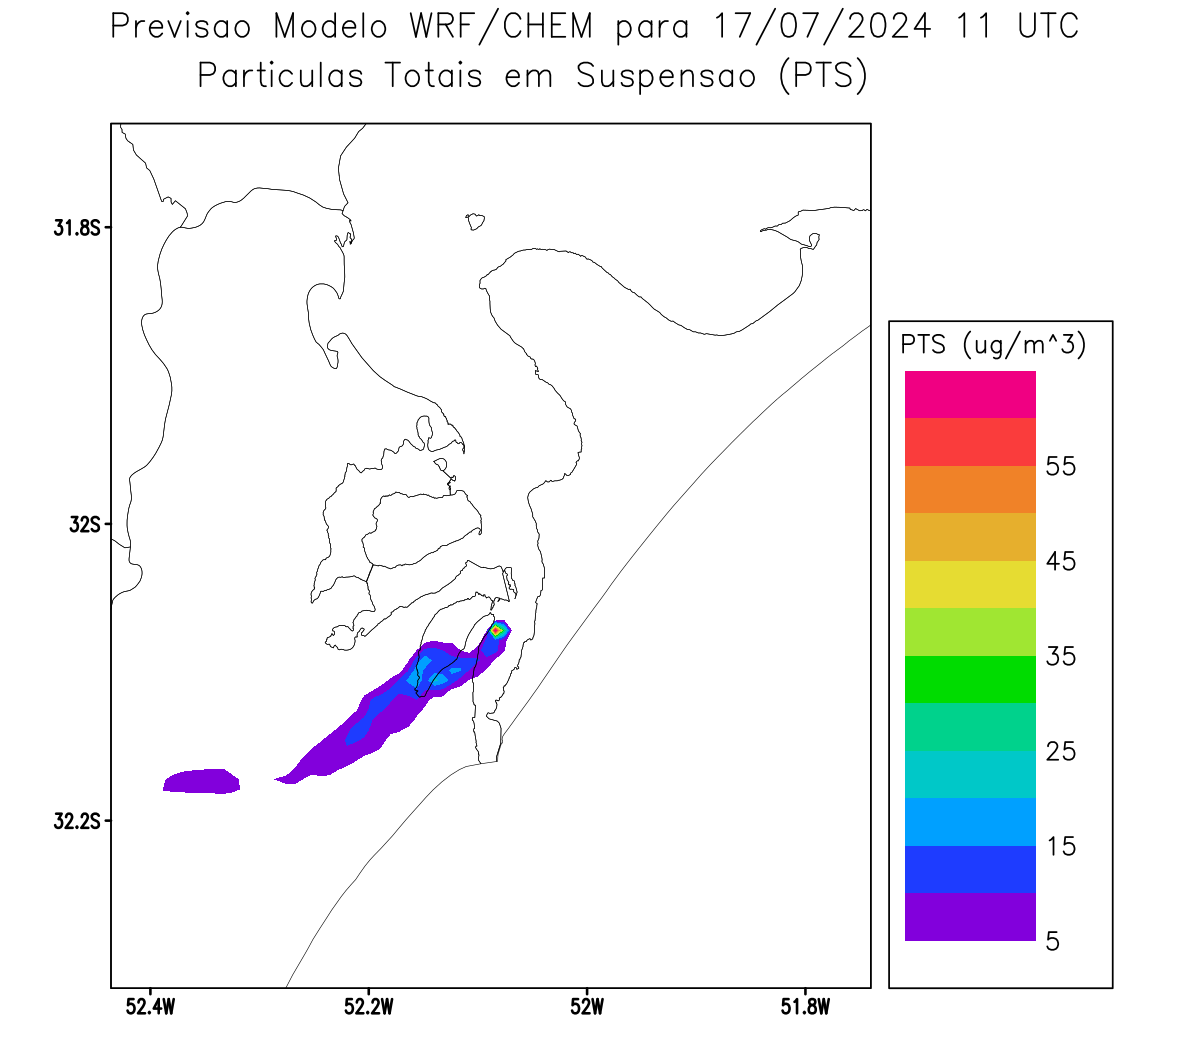 Previsao Modelo WRF/CHEM para 17/07/2024 11 UTC
Particulas Totais em Suspensao (PTS)
31.8S
32S
32.2S
52.4W
52.2W
52W
51.8W
PTS (ug/m^3)
55
45
35
25
15
5